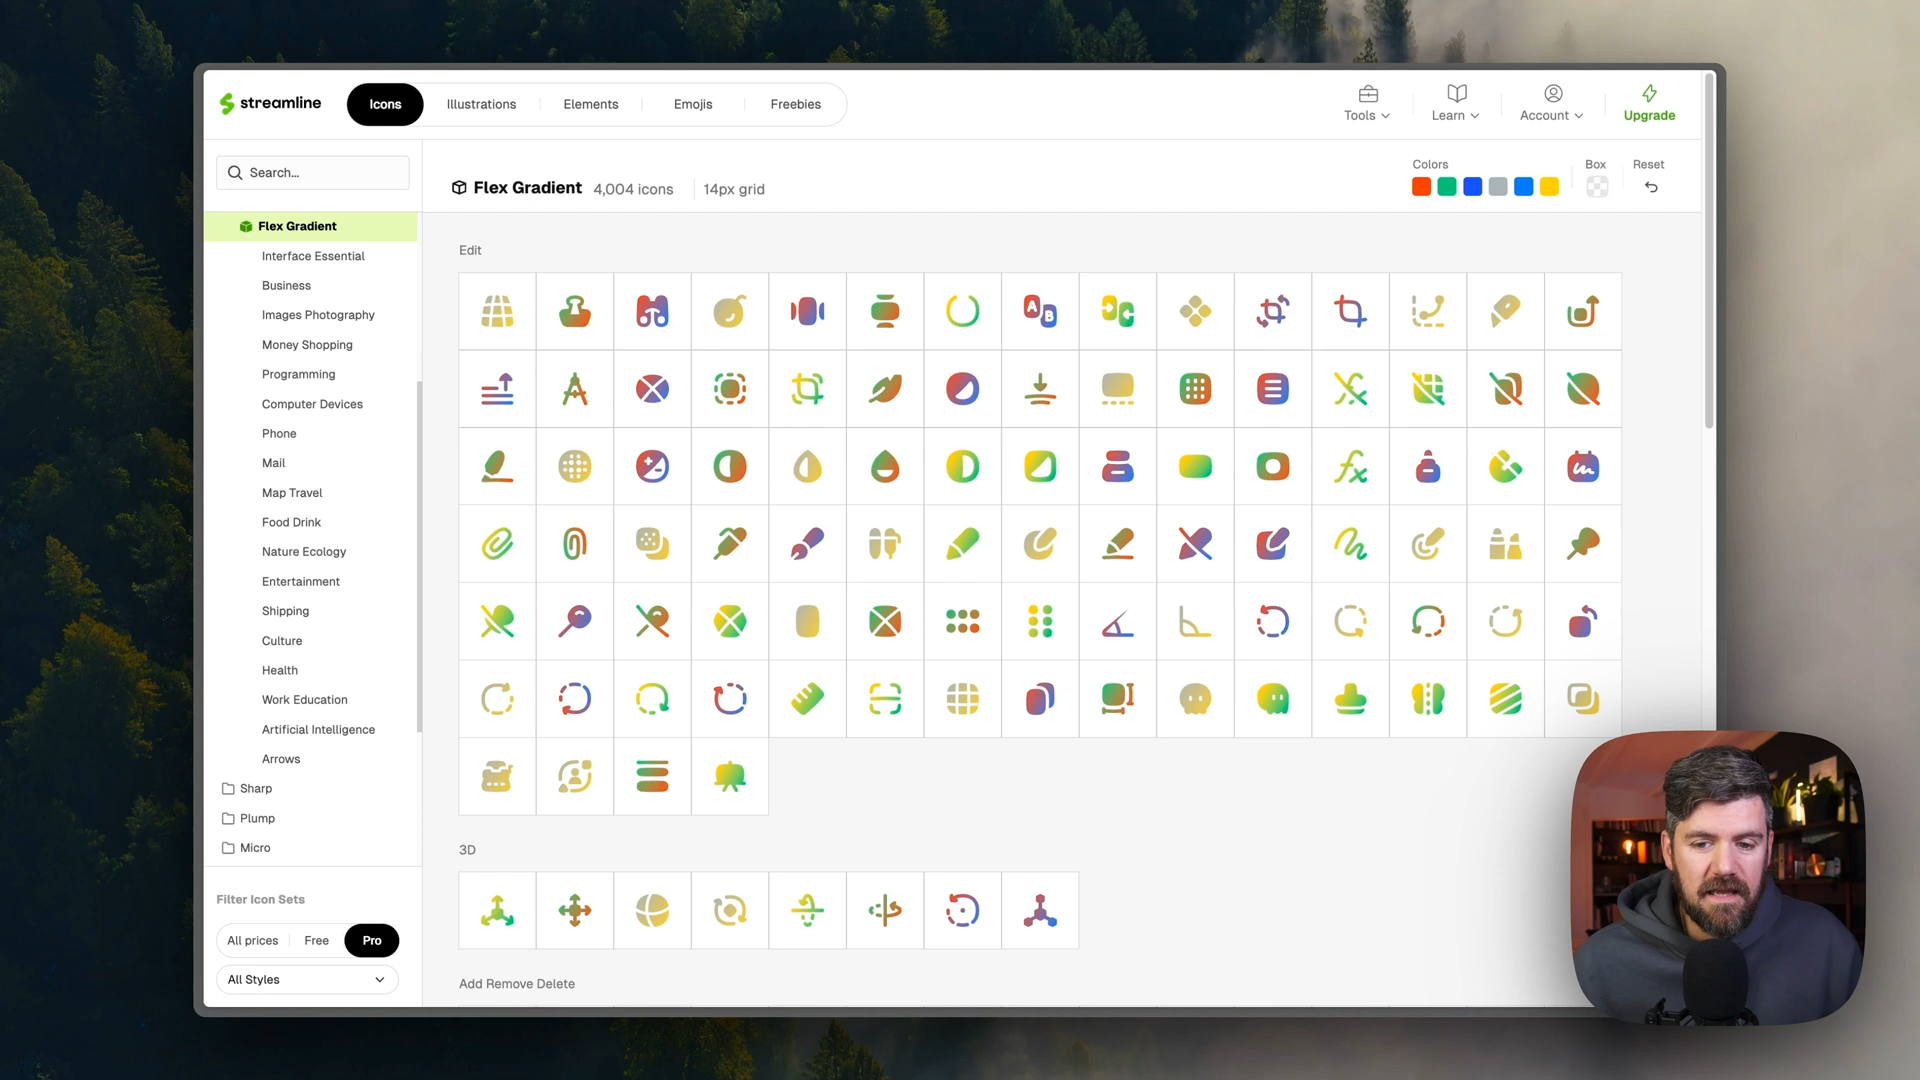 streamline
Icons
Illustrations
Elements
Emojis
Freebies
Tools
Learn
Account
Upgrade
Search...
Flex Gradient 4,004 icons 14px grid
Colors
Box
Reset
Flex Gradient
Interface Essential
Business
Images Photography
Money Shopping
Programming
Computer Devices
Phone
Mail
Map Travel
Food Drink
Nature Ecology
Entertainment
Shipping
Culture
Health
Work Education
Artificial Intelligence
Arrows
Sharp
Plump
Micro
Filter Icon Sets
All prices
Free
Pro
All Styles
Edit
A B
fx
3D
Add Remove Delete